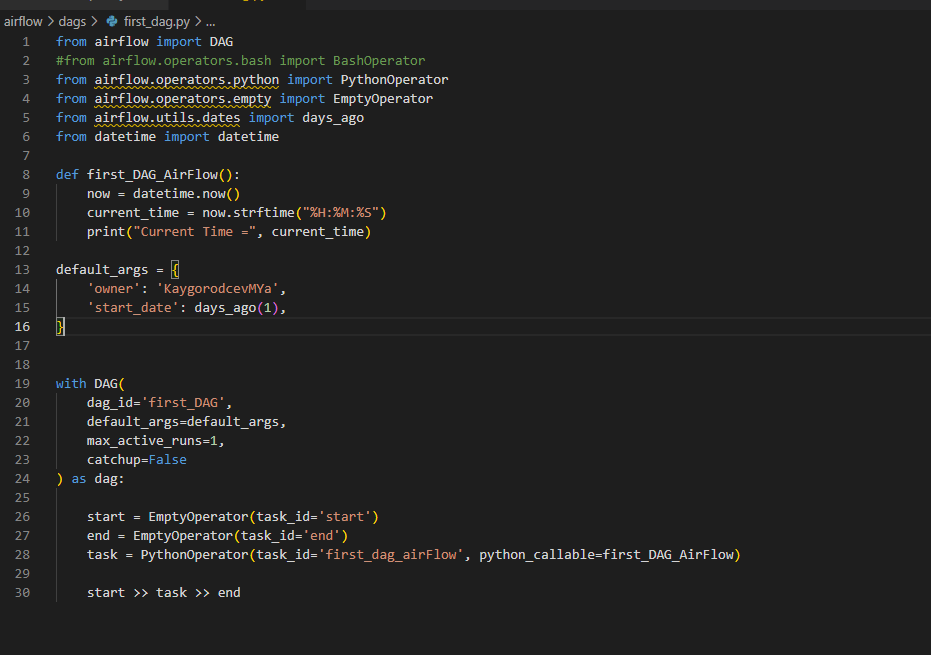 airflow > dags > first_dag.py > ...
1 from airflow import DAG
2 #from airflow.operators.bash import BashOperator
3 from airflow.operators.python import PythonOperator
4 from airflow.operators.empty import EmptyOperator
5 from airflow.utils.dates import days_ago
6 from datetime import datetime
7
8 def first_DAG_AirFlow():
9     now = datetime.now()
10     current_time = now.strftime("%H:%M:%S")
11     print("Current Time =", current_time)
12
13 default_args = {
14     'owner': 'KaygorodcevMYa',
15     'start_date': days_ago(1),
16 }
17
18
19 with DAG(
20     dag_id='first_DAG',
21     default_args=default_args,
22     max_active_runs=1,
23     catchup=False
24 ) as dag:
25
26     start = EmptyOperator(task_id='start')
27     end = EmptyOperator(task_id='end')
28     task = PythonOperator(task_id='first_dag_airFlow', python_callable=first_DAG_AirFlow)
29
30     start >> task >> end